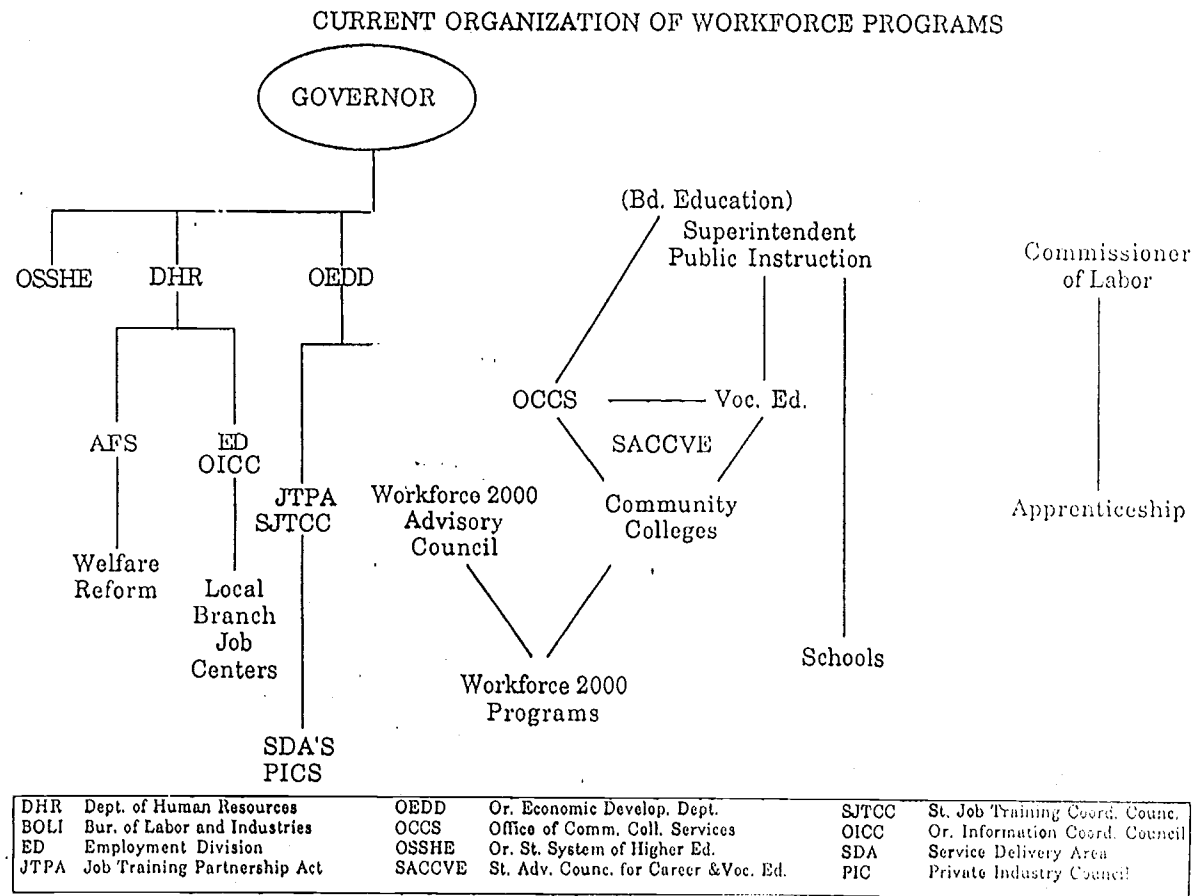 CURRENT ORGANIZATION OF WORKFORCE PROGRAMS
GOVERNOR
(Bd. Education)
Superintendent
Public Instruction
Commissioner
of Labor
OSSHE DHR OEDD
OCCS Voc. Ed.
AFS
ED
OICC
SACCVE
JTPA
SJTCC
Workforce 2000
Advisory
Council
Community
Colleges
Apprenticeship
Welfare
Reform
Local
Branch
Job
Centers
Schools
Workforce 2000
Programs
SDA'S
PICS
DHR Dept. of Human Resources OEDD Or. Economic Develop. Dept. SJTCC St. Job Training Coord. Counc.
BOLI Bur. of Labor and Industries OCCS Office of Comm. Coll. Services OICC Or. Information Coord. Council
ED Employment Division OSSHE Or. St. System of Higher Ed. SDA Service Delivery Area
JTPA Job Training Partnership Act SACCVE St. Adv. Counc. for Career &Voc. Ed. PIC Private Industry Council